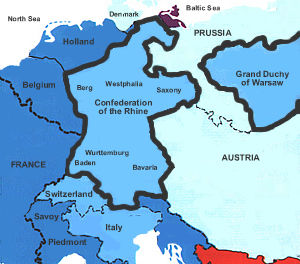 Baltic Sea
Denmark
North Sea
PRUSSIA
Holland
Grand Duchy
of Warsaw
Belgium
Westphalia
Berg
Saxony
Confederation
of the Rhine
Wurttemburg
Baden
Bavaria
FRANCE
AUSTRIA
Switzerland
Savoy
Italy
Piedmont